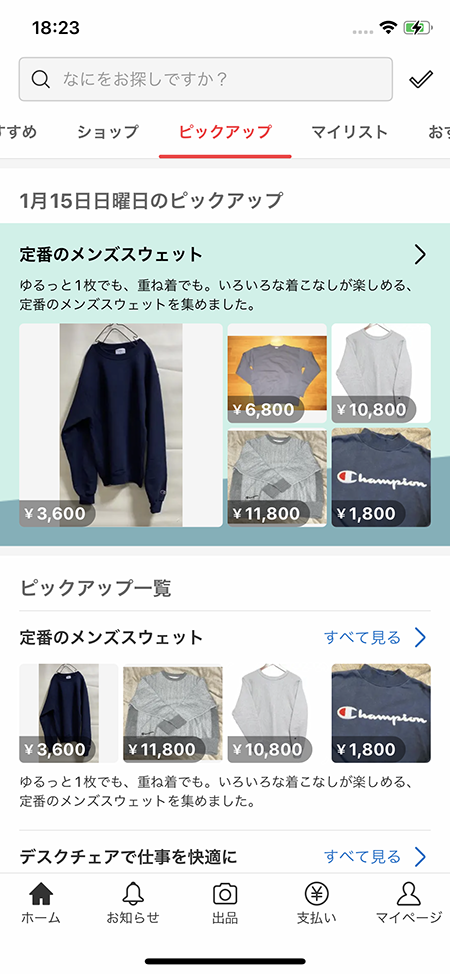 18:23
なにをお探しですか？
すすめ
ショップ
ピックアップ
マイリスト
おす
1月15日日曜日のピックアップ
定番のメンズスウェット
ゆるっと1枚でも、重ね着でも。いろいろな着こなしが楽しめる、
定番のメンズスウェットを集めました。
¥3,600
¥6,800
¥10,800
¥11,800
Champion
¥1,800
ピックアップ一覧
定番のメンズスウェット
すべて見る
¥3,600
¥11,800
¥10,800
Champion
¥1,800
ゆるっと1枚でも、重ね着でも。いろいろな着こなしが楽しめる、
定番のメンズスウェットを集めました。
デスクチェアで仕事を快適に
すべて見る
ホーム
お知らせ
出品
支払い
マイページ